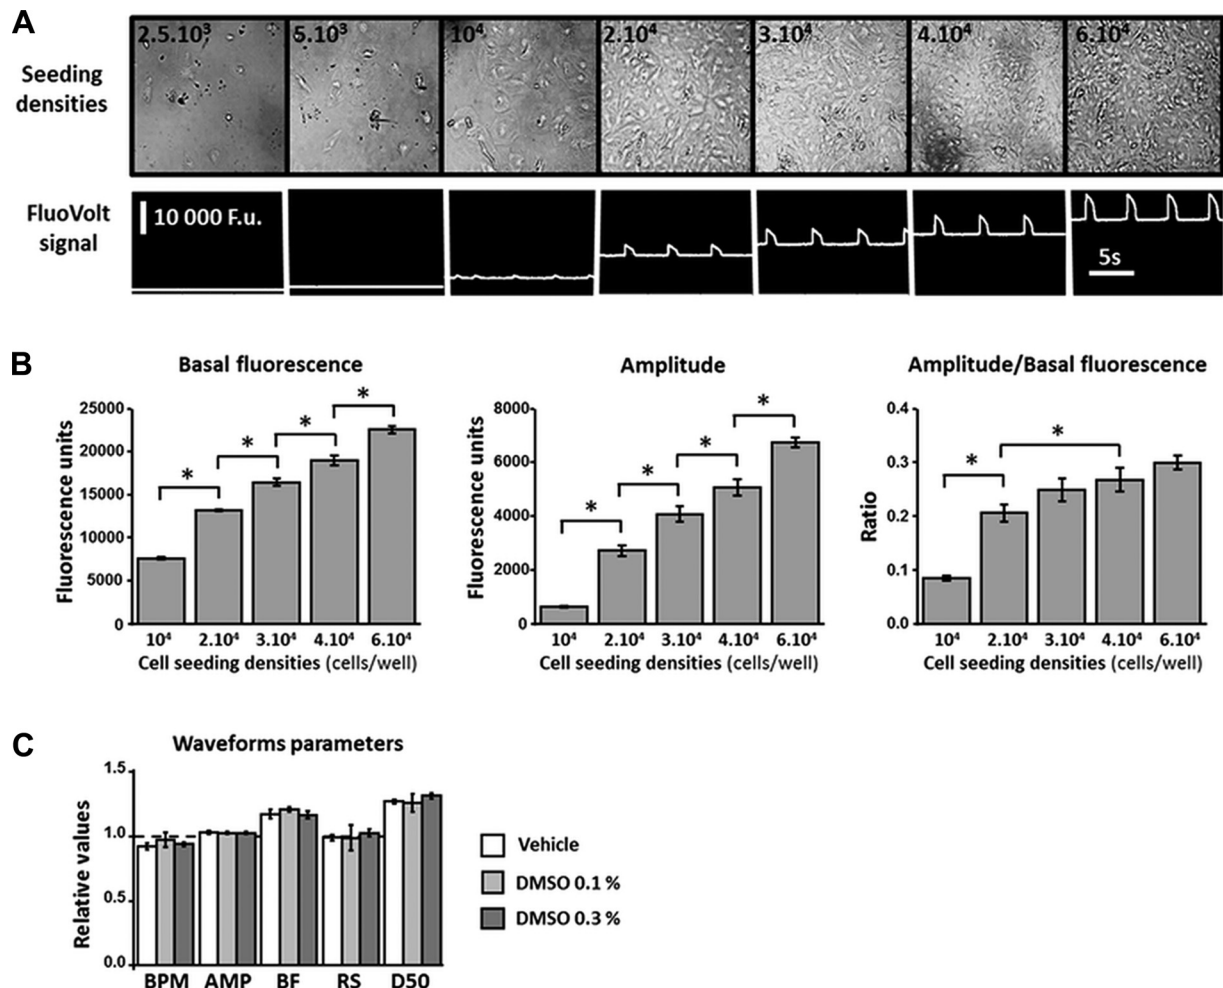 A
Seeding
densities
2.5.10³
5.10³
10⁴
2.10⁴
3.10⁴
4.10⁴
6.10⁴
FluoVolt
signal
10 000 F.u.
5s
B
Basal fluorescence
Fluorescence units
25000
20000
15000
10000
5000
0
*
*
*
*
10⁴ 2.10⁴ 3.10⁴ 4.10⁴ 6.10⁴
Cell seeding densities (cells/well)
Amplitude
Fluorescence units
8000
6000
4000
2000
0
*
*
*
*
10⁴ 2.10⁴ 3.10⁴ 4.10⁴ 6.10⁴
Cell seeding densities (cells/well)
Amplitude/Basal fluorescence
Ratio
0.4
0.3
0.2
0.1
0.0
*
*
10⁴ 2.10⁴ 3.10⁴ 4.10⁴ 6.10⁴
Cell seeding densities (cells/well)
C
Waveforms parameters
Relative values
1.5
1.0
0.5
0.0
BPM AMP BF RS D50
Vehicle
DMSO 0.1 %
DMSO 0.3 %